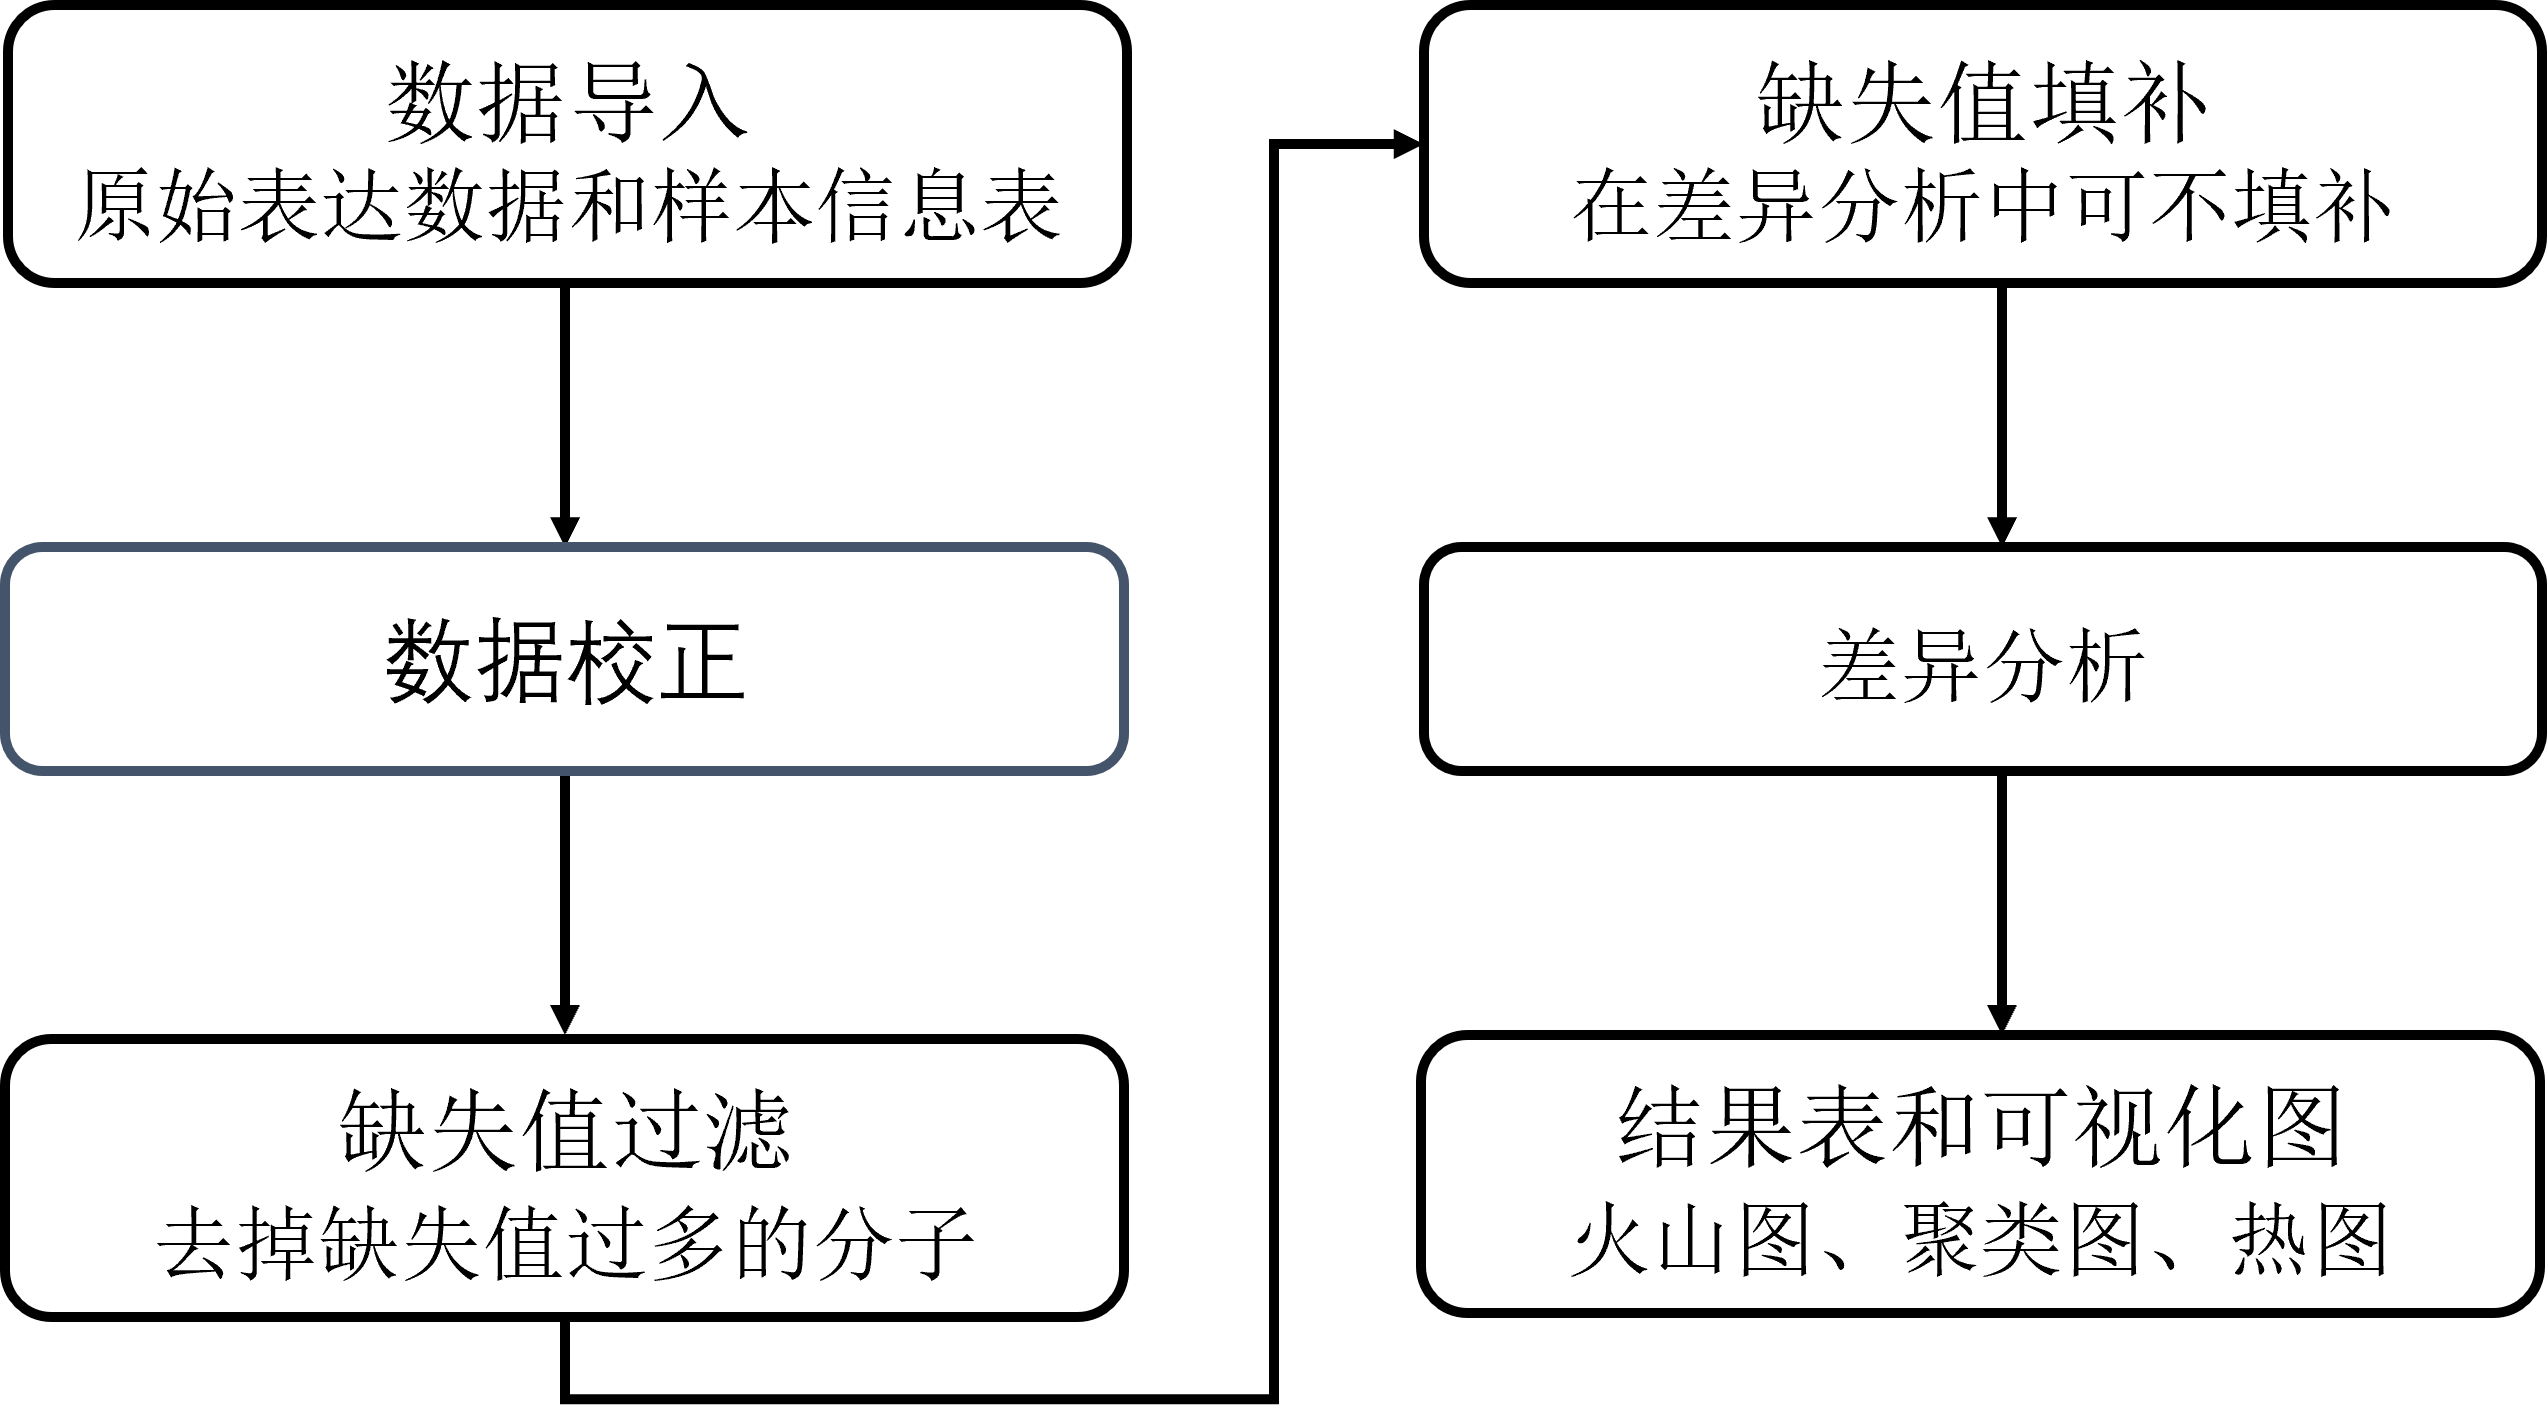 数据导入
原始表达数据和样本信息表
数据校正
缺失值过滤
去掉缺失值过多的分子
缺失值填补
在差异分析中可不填补
差异分析
结果表和可视化图
火山图、聚类图、热图